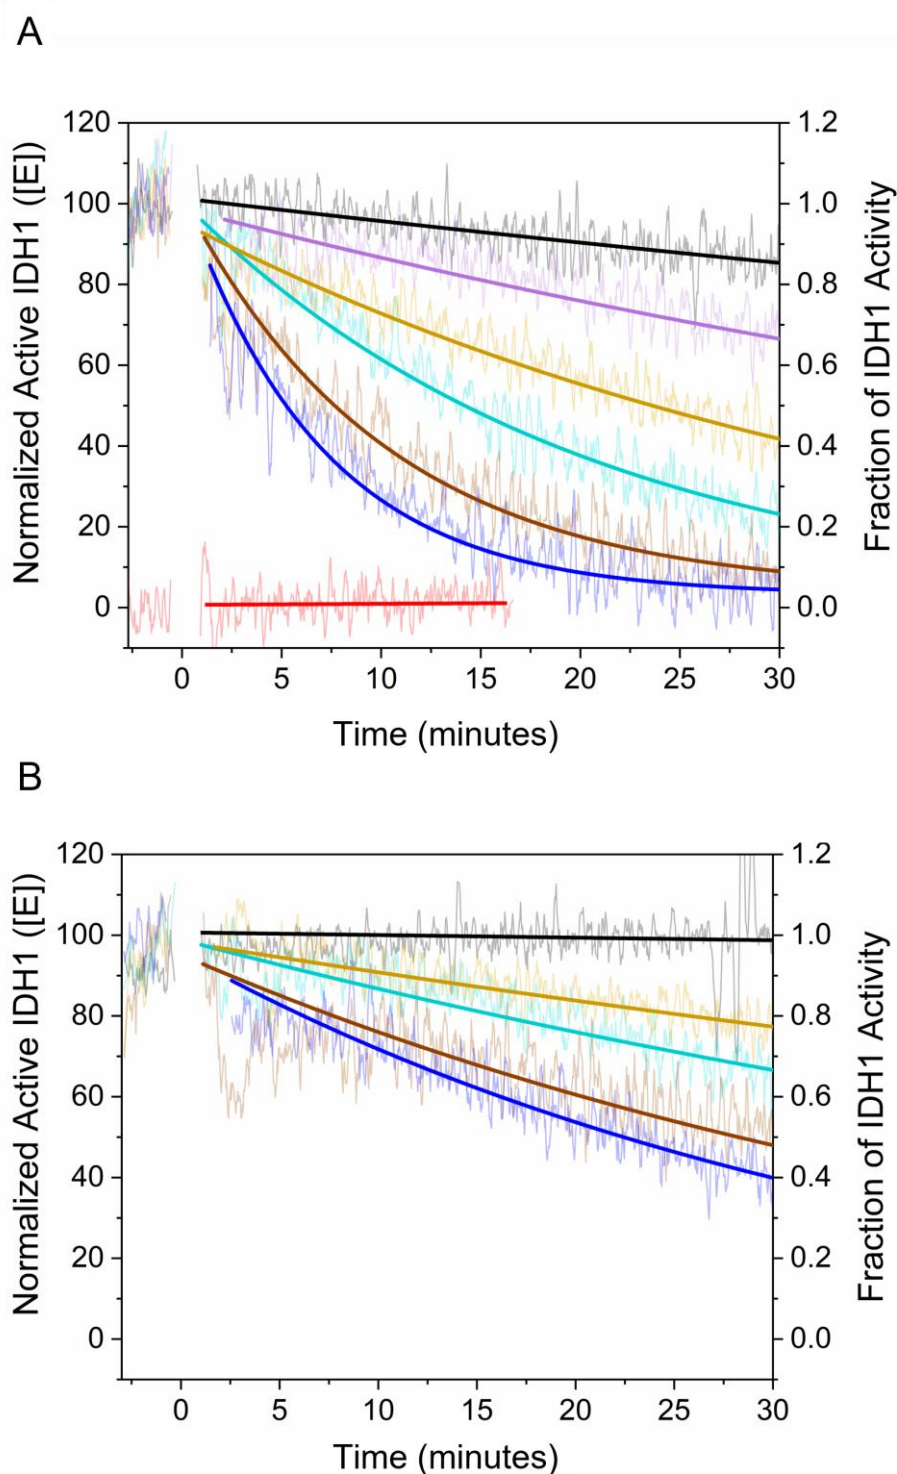 A
Normalized Active IDH1 ([E])
120
100
80
60
40
20
0
1.2
1.0
0.8
0.6
0.4
0.2
0.0
Fraction of IDH1 Activity
0 5 10 15 20 25 30
Time (minutes)
B
Normalized Active IDH1 ([E])
120
100
80
60
40
20
0
1.2
1.0
0.8
0.6
0.4
0.2
0.0
Fraction of IDH1 Activity
0 5 10 15 20 25 30
Time (minutes)